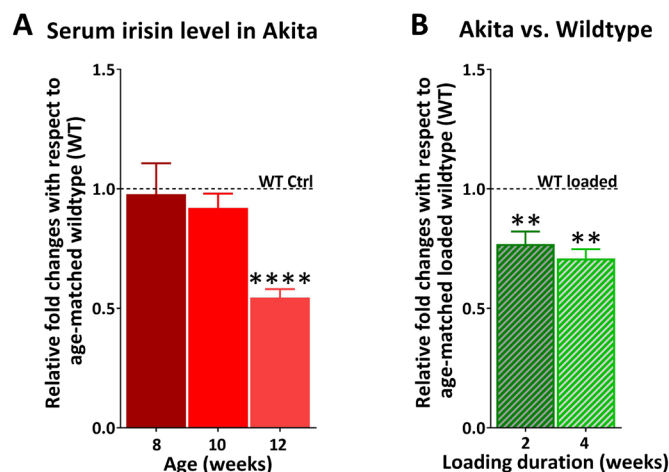 A Serum irisin level in Akita
Relative fold changes with respect to
age-matched wildtype (WT)
1.5
1.0
0.5
0.0
WT Ctrl
****
8 10 12
Age (weeks)
B Akita vs. Wildtype
Relative fold changes with respect to
age-matched loaded wildtype (WT)
1.5
1.0
0.5
0.0
WT loaded
** **
2 4
Loading duration (weeks)